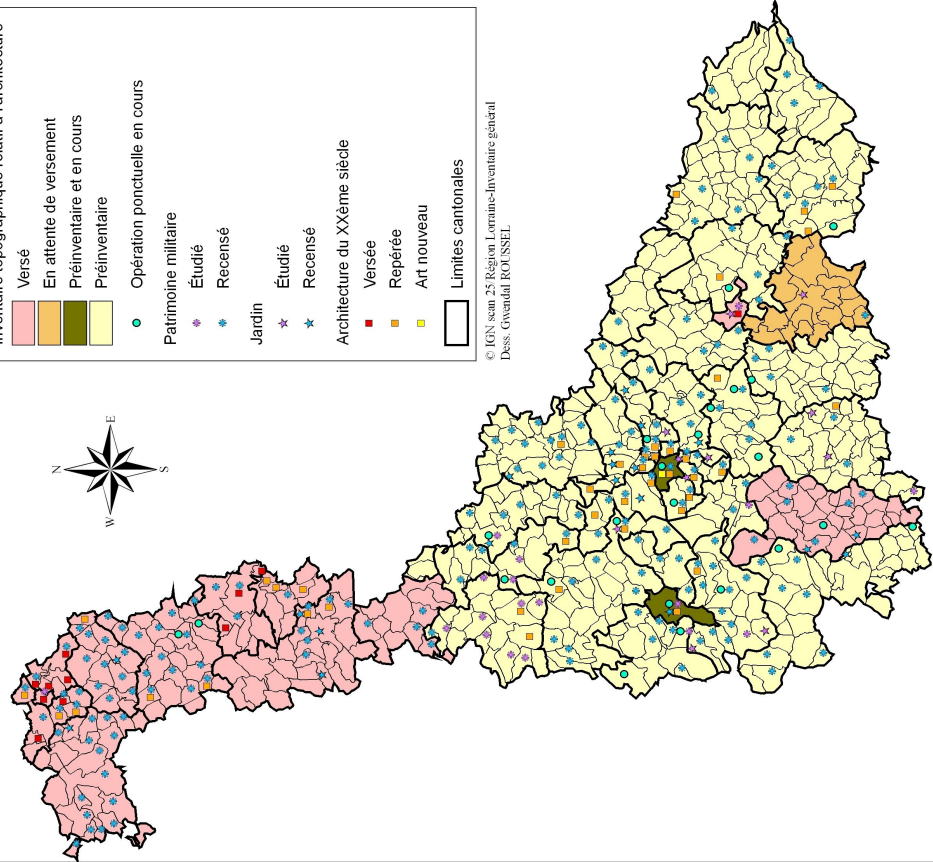 Inventaire topographique relatif à l'architecture
Versé
En attente de versement
Préinventaire et en cours
Préinventaire
Opération ponctuelle en cours
Patrimoine militaire
Étudié
Recensé
Jardin
Étudié
Recensé
Architecture du XXème siècle
Versée
Repérée
Art nouveau
Limites cantonales
© IGN scan 25/Région Lorraine-Inventaire général
Dess. Gwendal ROUSSEL
N
E
S
W